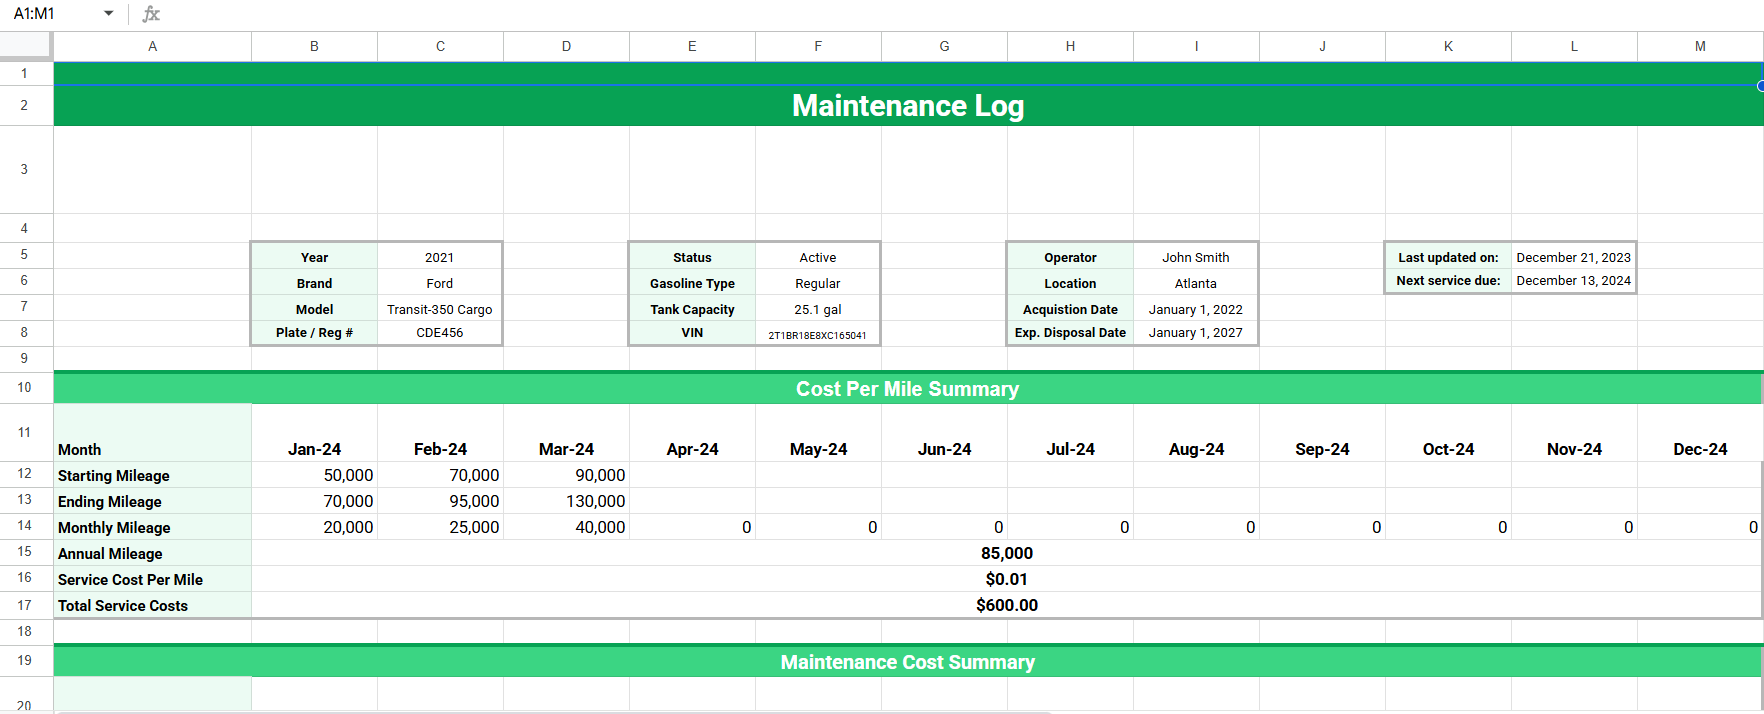 A1:M1 fx
A B C D E F G H I J K L M
1
2 Maintenance Log
3
4
5 Year 2021 Status Active Operator John Smith Last updated on: December 21, 2023
6 Brand Ford Gasoline Type Regular Location Atlanta Next service due: December 13, 2024
7 Model Transit-350 Cargo Tank Capacity 25.1 gal Acquistion Date January 1, 2022
8 Plate / Reg # CDE456 VIN 2T1BR18E8XC165041 Exp. Disposal Date January 1, 2027
9
10 Cost Per Mile Summary
11 Month Jan-24 Feb-24 Mar-24 Apr-24 May-24 Jun-24 Jul-24 Aug-24 Sep-24 Oct-24 Nov-24 Dec-24
12 Starting Mileage 50,000 70,000 90,000
13 Ending Mileage 70,000 95,000 130,000
14 Monthly Mileage 20,000 25,000 40,000 0 0 0 0 0 0 0 0 0
15 Annual Mileage 85,000
16 Service Cost Per Mile $0.01
17 Total Service Costs $600.00
18
19 Maintenance Cost Summary
20